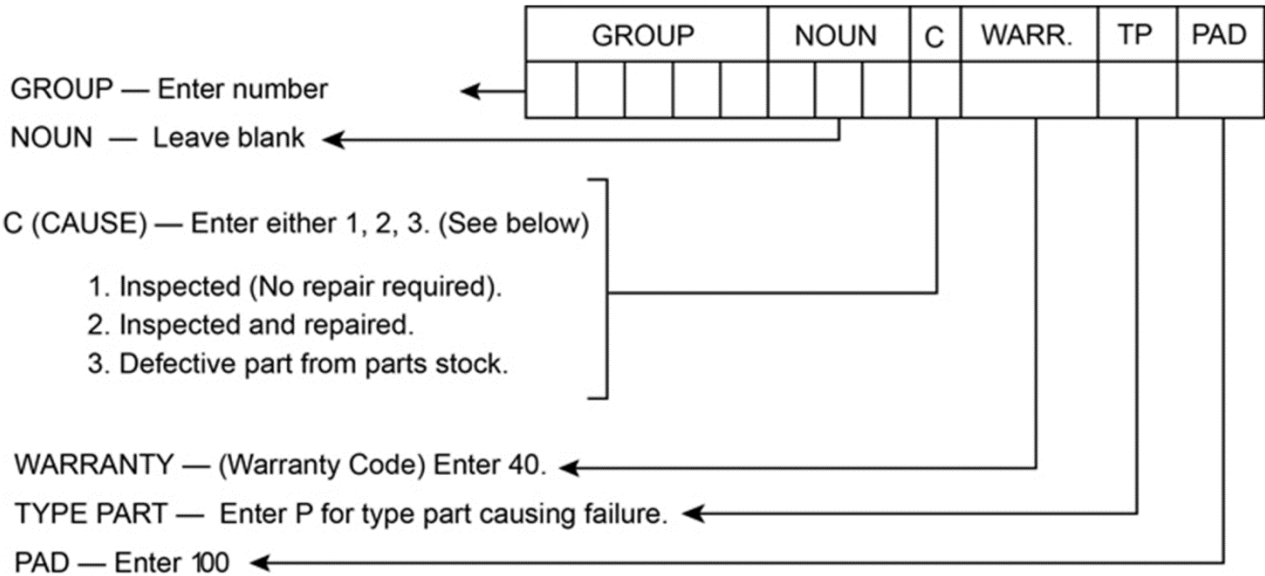 GROUP NOUN C WARR. TP PAD
GROUP — Enter number
NOUN — Leave blank
C (CAUSE) — Enter either 1, 2, 3. (See below)
1. Inspected (No repair required).
2. Inspected and repaired.
3. Defective part from parts stock.
WARRANTY — (Warranty Code) Enter 40.
TYPE PART — Enter P for type part causing failure.
PAD — Enter 100